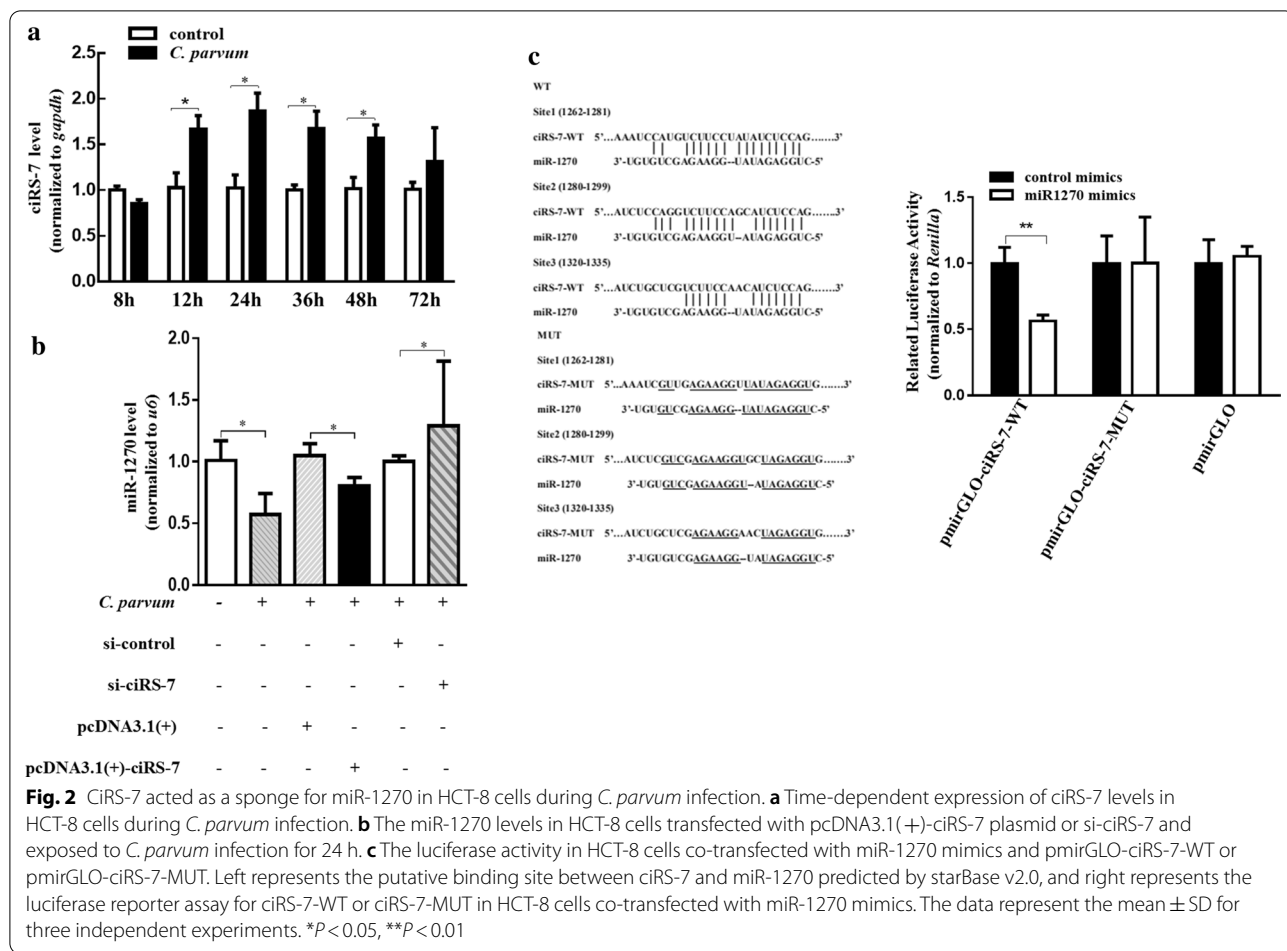 a
control
C. parvum
2.5
2.0
1.5
1.0
0.5
0.0
ciRS-7 level
(normalized to gapdh)
* * * *
8h 12h 24h 36h 48h 72h
b
2.0
1.5
1.0
0.5
0.0
miR-1270 level
(normalized to u6)
* * *
C. parvum - + + + + +
si-control - - - - + -
si-ciRS-7 - - - - - +
pcDNA3.1(+) - - + - - -
pcDNA3.1(+)-ciRS-7 - - - + - -
c
WT
Site1 (1262-1281)
ciRS-7-WT 5’...AAAUCCAUGUCUUCCUAUAUCUCCAG.......3’
miR-1270 3’-UGUGUCGAGAAGG--UAUAGAGGUC-5’
Site2 (1280-1299)
ciRS-7-WT 5’...AUCUCCAGGUCUUCCAGCAUCUCCAG.......3’
miR-1270 3’-UGUGUCGAGAAGGU--AUAGAGGUC-5’
Site3 (1320-1335)
ciRS-7-WT 5’...AUCUGCUCGUCUUCCAACAUCUCCAG.......3’
miR-1270 3’-UGUGUCGAGAAGG--UAUAGAGGUC-5’
MUT
Site1 (1262-1281)
ciRS-7-MUT 5’...AAAUCGUUGAGAAGGUUAUAGAGGUG.......3’
miR-1270 3’-UGUGUCGAGAAGG--UAUAGAGGUC-5’
Site2 (1280-1299)
ciRS-7-MUT 5’...AUCUCGUCGAGAAGGUGCUAGAGGUG.......3’
miR-1270 3’-UGUGUCGAGAAGGU--AUAGAGGUC-5’
Site3 (1320-1335)
ciRS-7-MUT 5’...AUCUGCUCGAGAAGGAACUAGAGGUG.......3’
miR-1270 3’-UGUGUCGAGAAGG--UAUAGAGGUC-5’
control mimics
miR1270 mimics
1.5
1.0
0.5
0.0
Related Luciferase Activity
(normalized to Renilla)
**
pmirGLO-ciRS-7-WT
pmirGLO-ciRS-7-MUT
pmirGLO
Fig. 2 CiRS-7 acted as a sponge for miR-1270 in HCT-8 cells during C. parvum infection. a Time-dependent expression of ciRS-7 levels in
HCT-8 cells during C. parvum infection. b The miR-1270 levels in HCT-8 cells transfected with pcDNA3.1(+)-ciRS-7 plasmid or si-ciRS-7 and
exposed to C. parvum infection for 24 h. c The luciferase activity in HCT-8 cells co-transfected with miR-1270 mimics and pmirGLO-ciRS-7-WT or
pmirGLO-ciRS-7-MUT. Left represents the putative binding site between ciRS-7 and miR-1270 predicted by starBase v2.0, and right represents the
luciferase reporter assay for ciRS-7-WT or ciRS-7-MUT in HCT-8 cells co-transfected with miR-1270 mimics. The data represent the mean ± SD for
three independent experiments. *P < 0.05, **P < 0.01